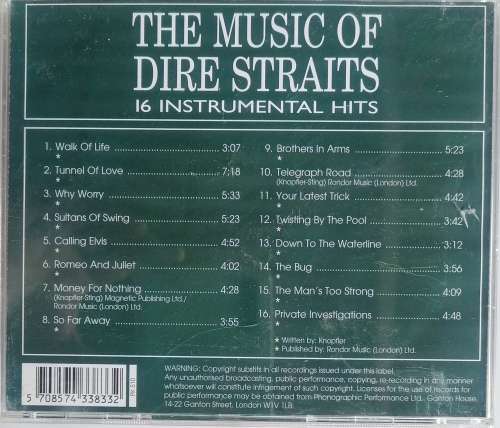 THE MUSIC OF
DIRE STRAITS
16 INSTRUMENTAL HITS
1. Walk Of Life ........ 3:07
*
2. Tunnel Of Love ........ 7:18
*
3. Why Worry ........ 5:33
*
4. Sultans Of Swing ........ 5:23
*
5. Calling Elvis ........ 4:52
*
6. Romeo And Juliet ........ 4:02
*
7. Money For Nothing ........ 4:28
(Knopfler-Sting) Magnetic Publishing Ltd./
Rondor Music (London) Ltd.
8. So Far Away ........ 3:55
*
9. Brothers In Arms ........ 5:23
*
10. Telegraph Road ........ 4:28
(Knopfler-Sting) Rondor Music (London) Ltd.
11. Your Latest Trick ........ 4:42
*
12. Twisting By The Pool ........ 3:42
*
13. Down To The Waterline ........ 3:12
*
14. The Bug ........ 3:56
*
15. The Man's Too Strong ........ 4:09
*
16. Private Investigations ........ 4:48
*
* Written by: Knopfler
* Published by: Rondor Music (London) Ltd.
WARNING: Copyright subsists in all recordings issued under this label.
Any unauthorised broadcasting, public performance, copying, re-recording in any manner
whatsoever will constitute infringement of such copyright. Licenses for the use of records for
public performance may be obtained from Phonographic Performance Ltd., Ganton House,
14-22 Ganton Street, London W1V 1LB.
5 708574 338332